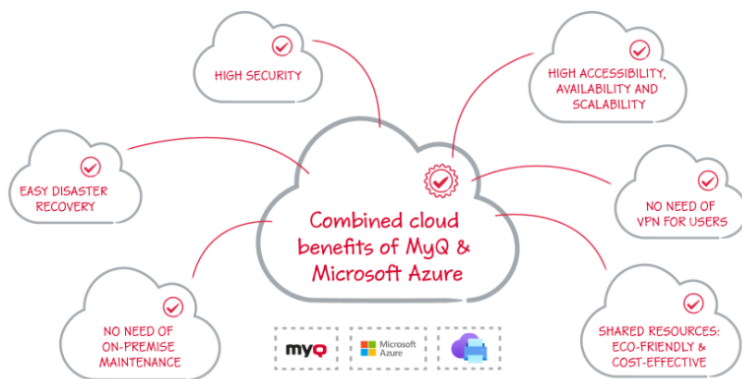 HIGH SECURITY
HIGH ACCESSIBILITY,
AVAILABILITY AND
SCALABILITY
EASY DISASTER
RECOVERY
NO NEED OF
VPN FOR USERS
Combined cloud
benefits of MyQ &
Microsoft Azure
NO NEED OF
ON-PREMISE
MAINTENANCE
SHARED RESOURCES:
ECO-FRIENDLY &
COST-EFFECTIVE
myQ
Microsoft
Azure